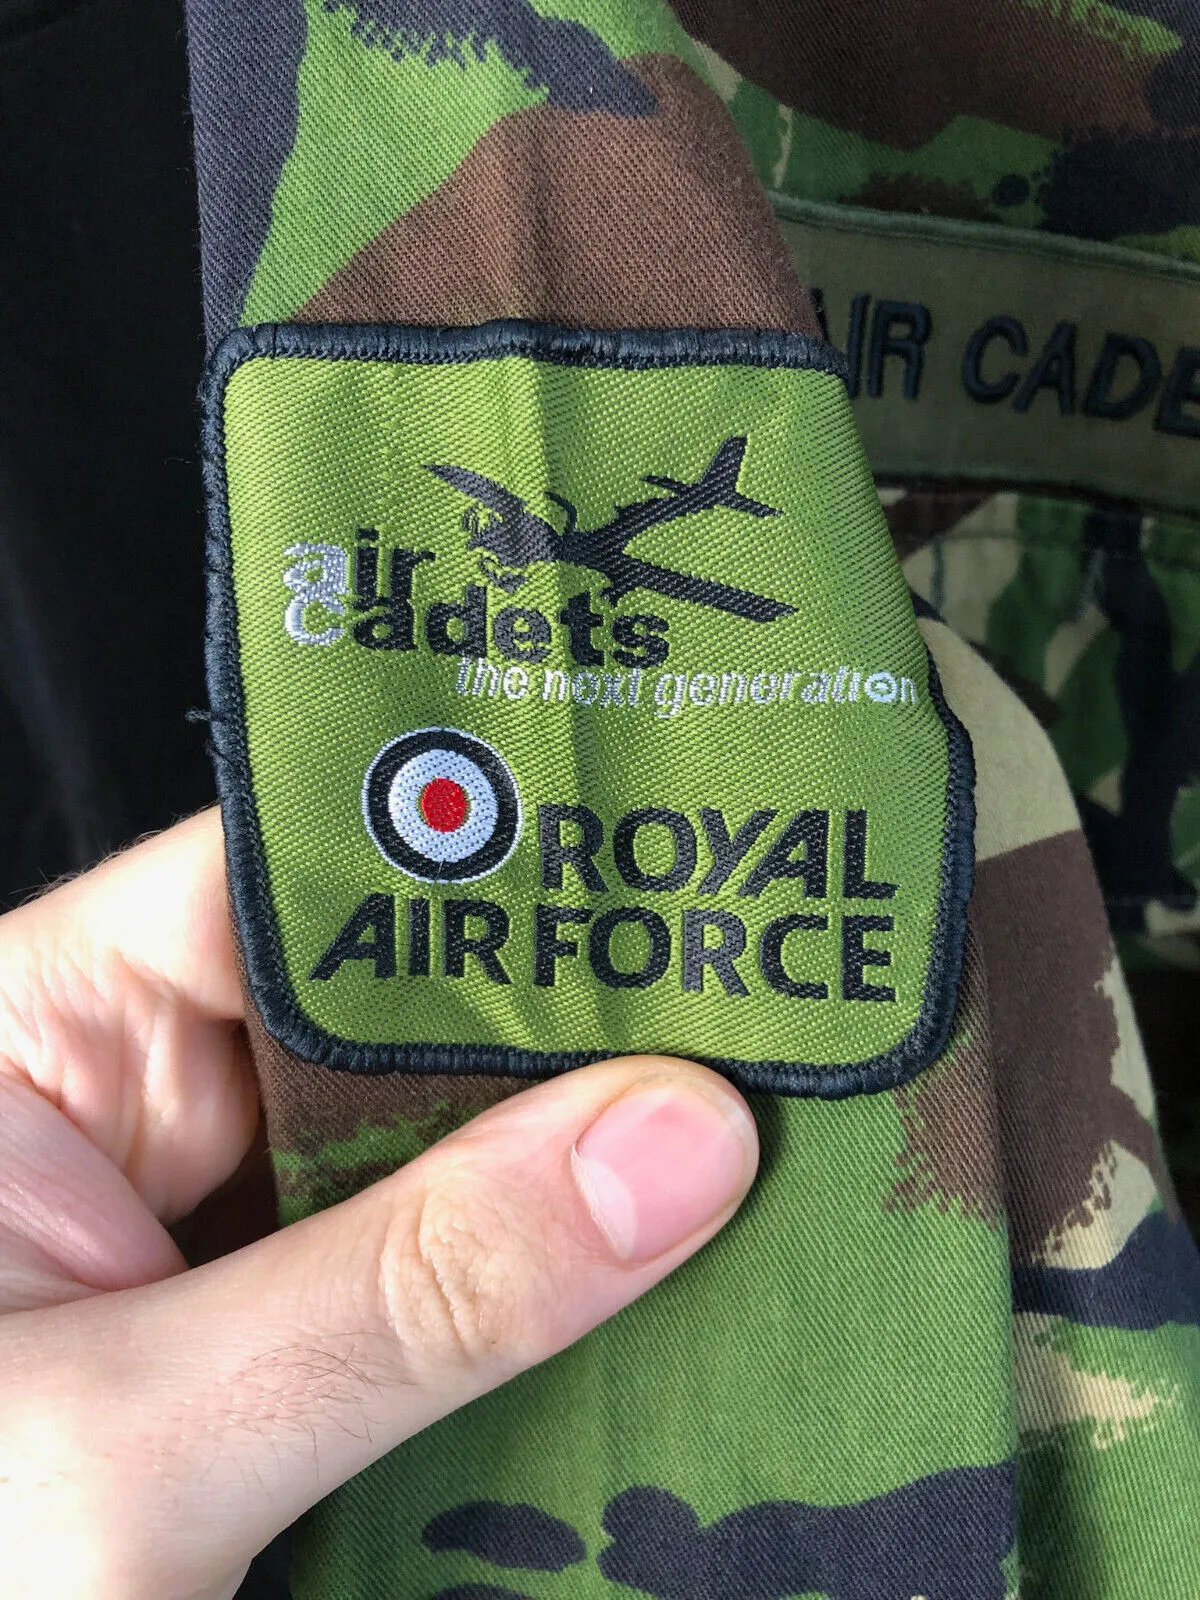 AIR CADE
air
cadets
the next generation
ROYAL
AIR FORCE